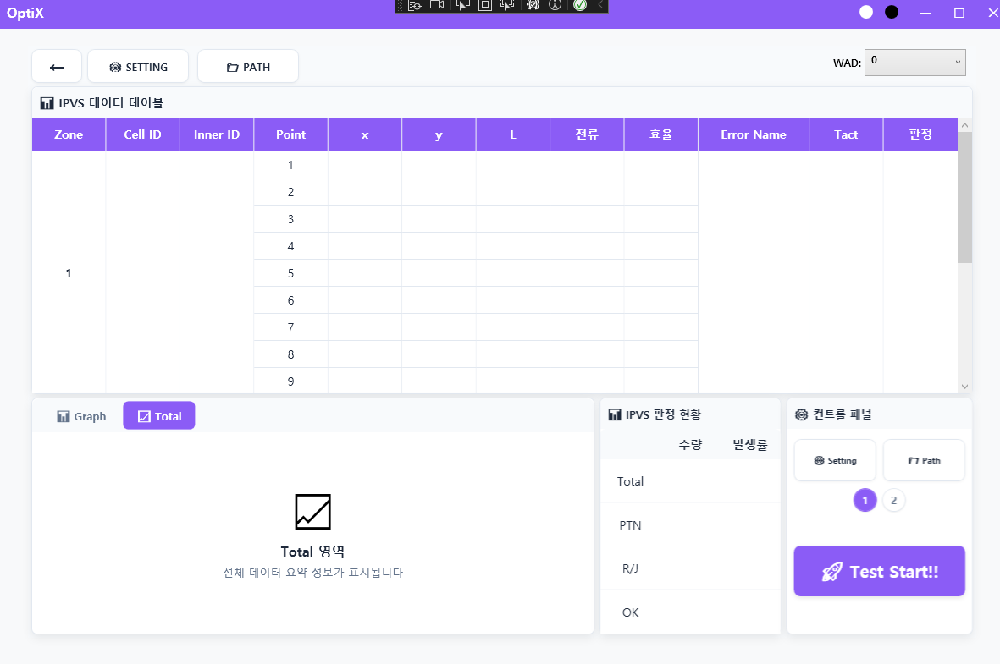 OptiX
SETTING
PATH
WAD: 0
IPVS 데이터 테이블
Zone Cell ID Inner ID Point x y L 전류 효율 Error Name Tact 판정
1
2
3
4
1 5
6
7
8
9
Graph Total
Total 영역
전체 데이터 요약 정보가 표시됩니다
IPVS 판정 현황
수량 발생률
Total
PTN
R/J
OK
컨트롤 패널
Setting Path
1 2
Test Start!!